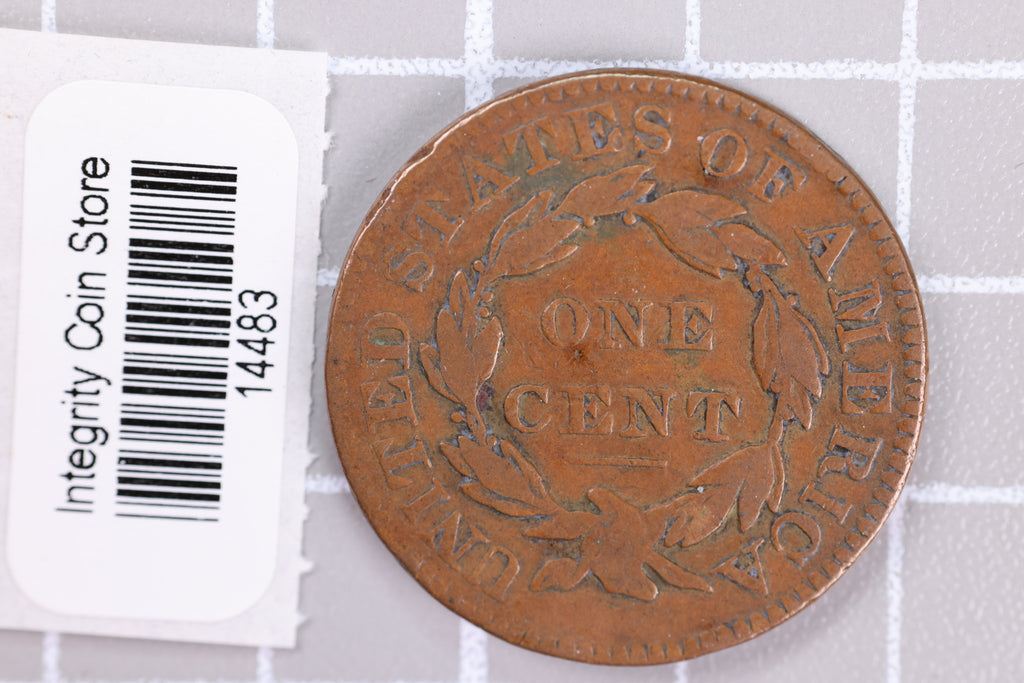 Integrity Coin Store
14483
UNITED STATES OF AMERICA
ONE
CENT